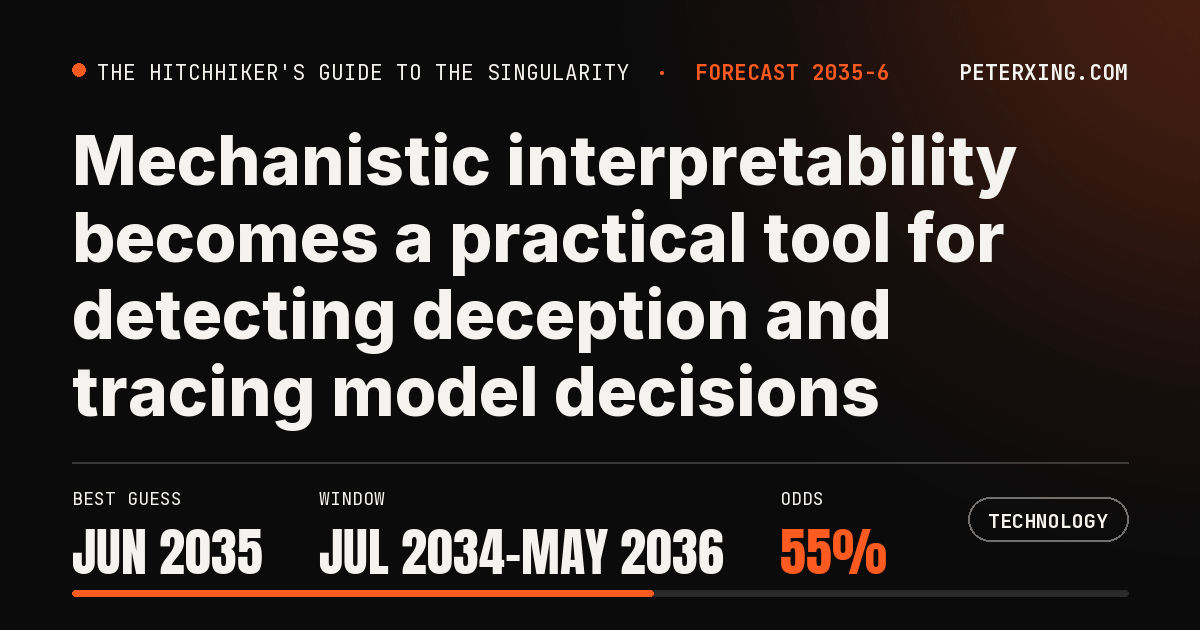 THE HITCHHIKER'S GUIDE TO THE SINGULARITY · FORECAST 2035-6 PETERXING.COM
Mechanistic interpretability
becomes a practical tool for
detecting deception and
tracing model decisions
BEST GUESS WINDOW ODDS
JUN 2035 JUL 2034-MAY 2036 55% TECHNOLOGY